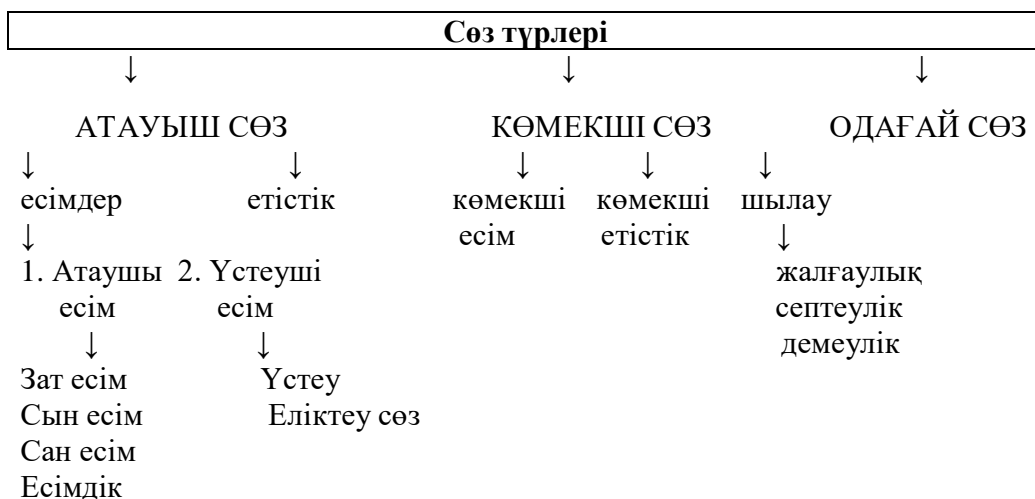 Сөз түрлері
↓ ↓ ↓
АТАУЫШ СӨЗ КӨМЕКШІ СӨЗ ОДАҒАЙ СӨЗ
↓ ↓ ↓ ↓ ↓
есімдер етістік көмекші көмекші шылау
↓ есім етістік ↓
1. Атаушы 2. Үстеуші жалғаулық
есім есім септеулік
↓ ↓ демеулік
Зат есім Үстеу
Сын есім Еліктеу сөз
Сан есім
Есімдік